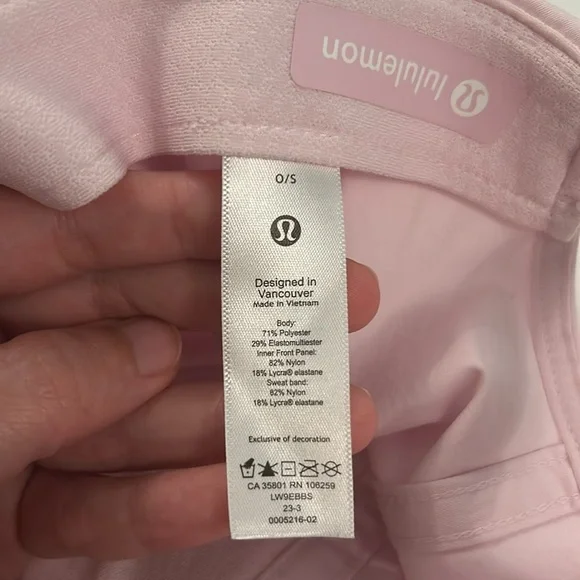 lululemon
O/S
Designed in
Vancouver
Made in Vietnam
Body:
71% Polyester
29% Elastomultiester
Inner Front Panel:
82% Nylon
18% Lycra® elastane
Sweat band:
82% Nylon
18% Lycra® elastane
Exclusive of decoration
CA 35801 RN 106259
LW9EBBS
23-3
0005216-02